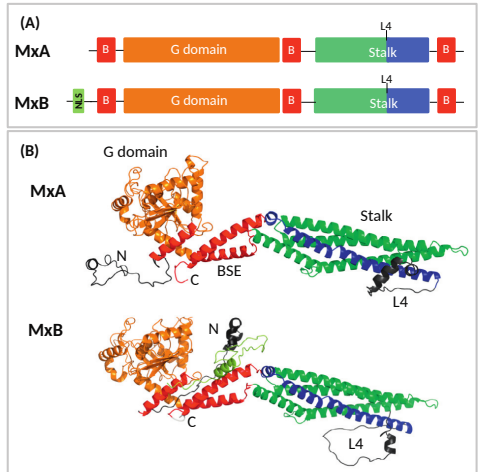 (A)
L4
MxA B G domain B Stalk B
L4
MxB NLS B G domain B Stalk B
(B)
G domain
MxA
Stalk
N
BSE
C
L4
MxB
N
C
L4